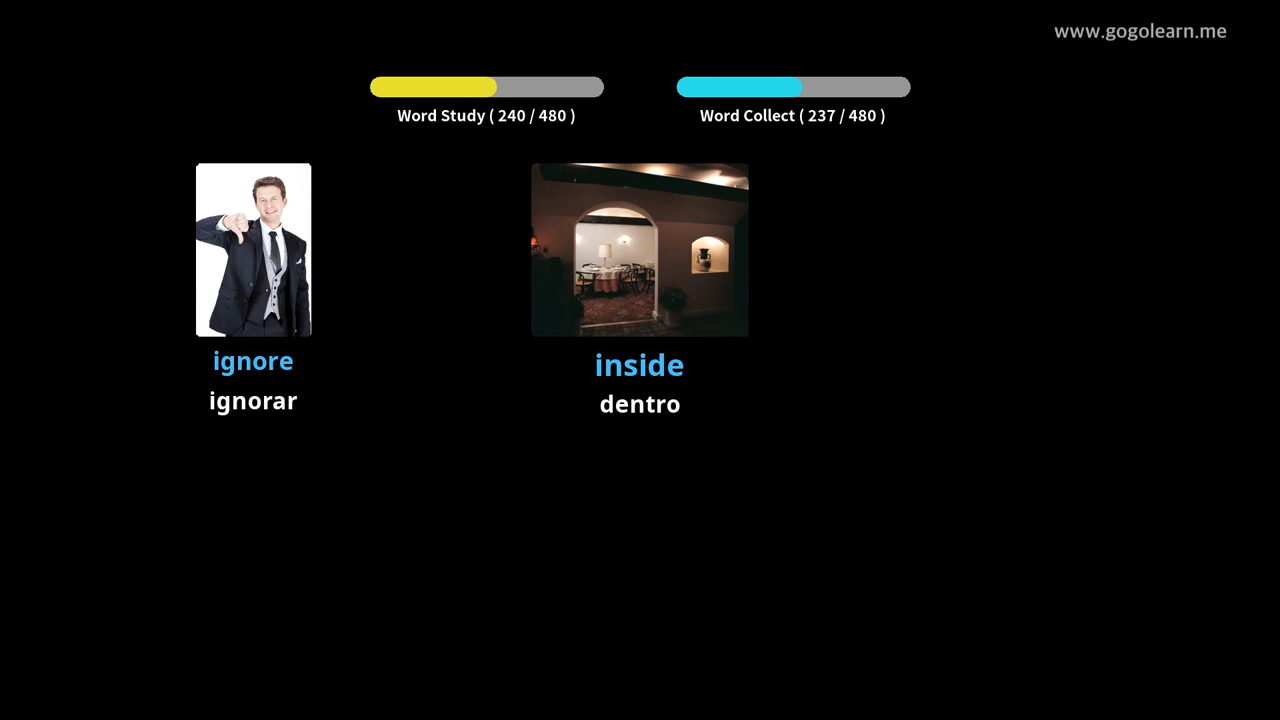 www.gogolearn.me
Word Study ( 240 / 480 )
Word Collect ( 237 / 480 )
ignore
ignorar
inside
dentro